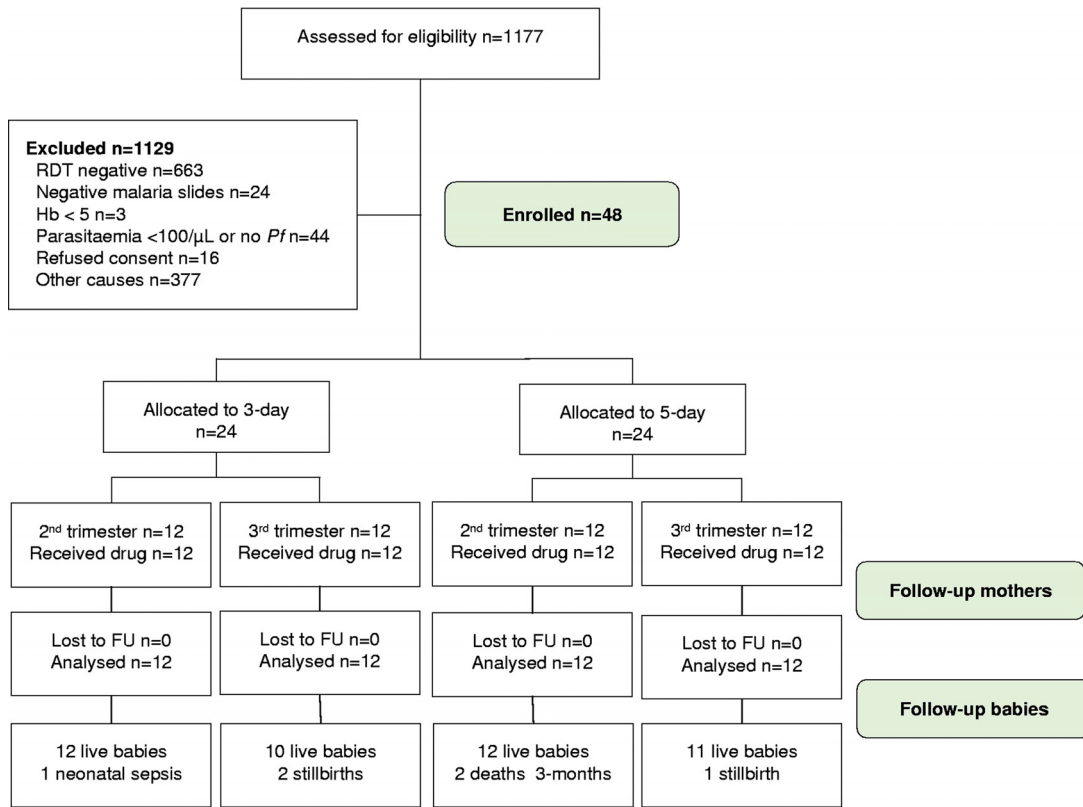 Assessed for eligibility n=1177
Excluded n=1129
RDT negative n=663
Negative malaria slides n=24
Hb < 5 n=3
Parasitaemia <100/µL or no Pf n=44
Refused consent n=16
Other causes n=377
Enrolled n=48
Allocated to 3-day
n=24
Allocated to 5-day
n=24
2nd trimester n=12
Received drug n=12
3rd trimester n=12
Received drug n=12
2nd trimester n=12
Received drug n=12
3rd trimester n=12
Received drug n=12
Follow-up mothers
Lost to FU n=0
Analysed n=12
Lost to FU n=0
Analysed n=12
Lost to FU n=0
Analysed n=12
Lost to FU n=0
Analysed n=12
Follow-up babies
12 live babies
1 neonatal sepsis
10 live babies
2 stillbirths
12 live babies
2 deaths 3-months
11 live babies
1 stillbirth